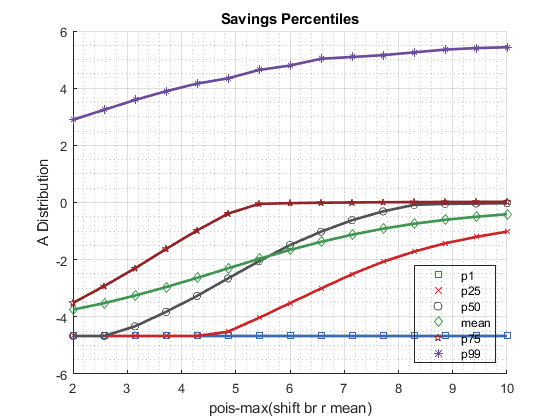 Savings Percentiles
6
4
2
0
-2
-4
-6
A Distribution
p1
p25
p50
mean
p75
p99
2 3 4 5 6 7 8 9 10
pois-max(shift br r mean)